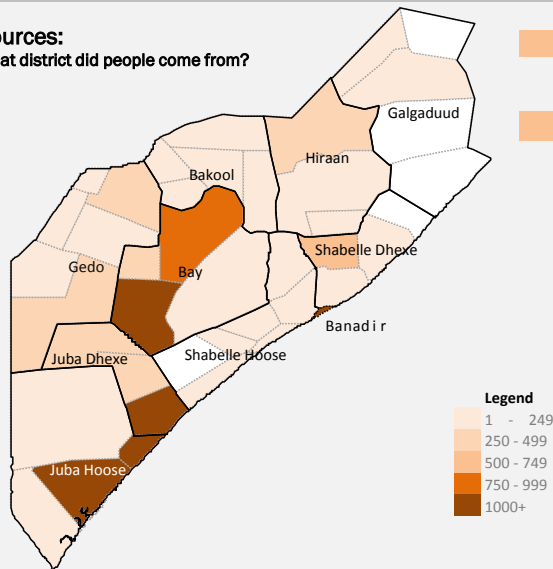 urces:
at district did people come from?
Galgaduud
Hiraan
Bakool
Shabelle Dhexe
Gedo
Bay
Banadir
Shabelle Hoose
Juba Dhexe
Juba Hoose
Legend
1 - 249
250 - 499
500 - 749
750 - 999
1000+